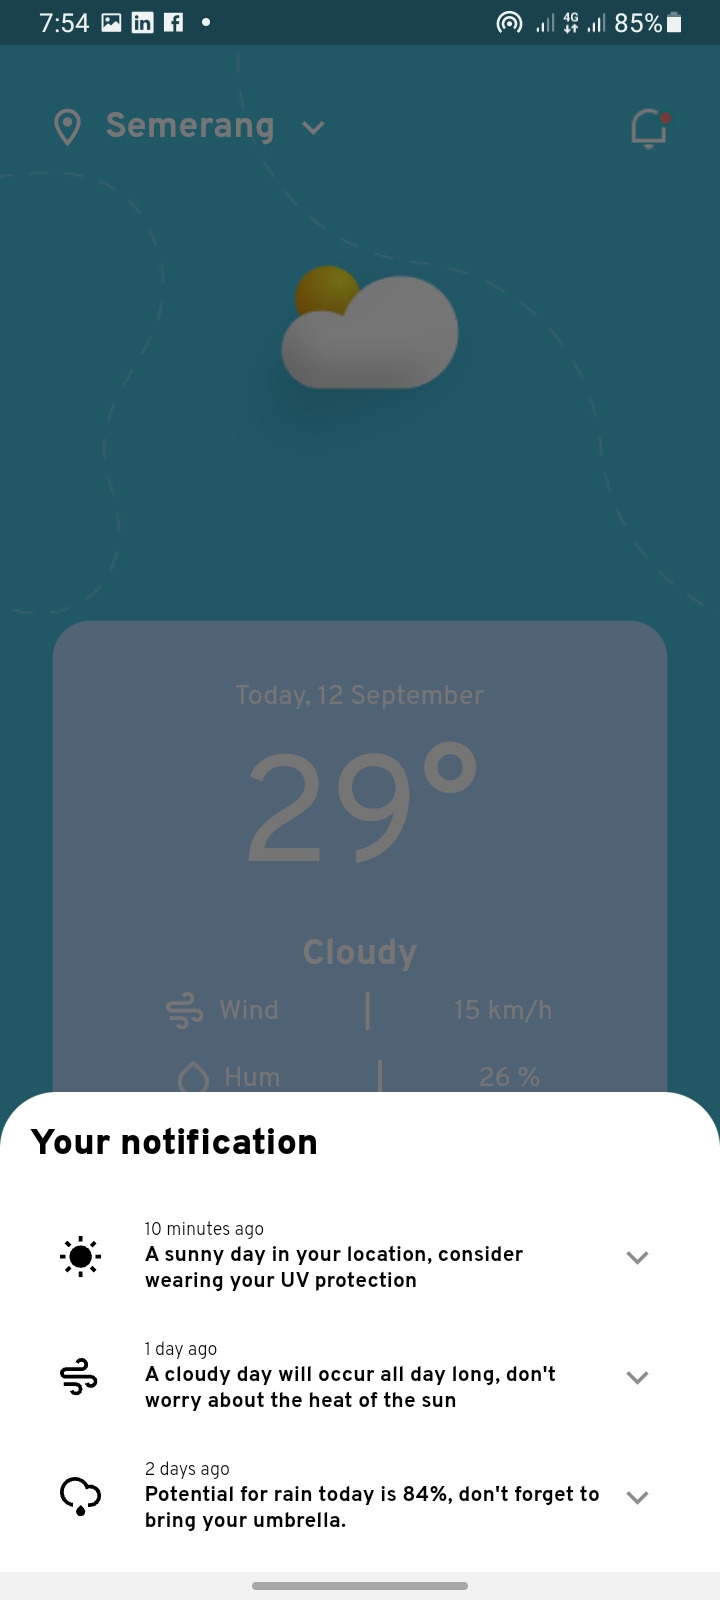 7:54
4G
85%
Semerang
Today, 12 September
29°
Cloudy
Wind | 15 km/h
Hum | 26 %
Your notification
10 minutes ago
A sunny day in your location, consider
wearing your UV protection
1 day ago
A cloudy day will occur all day long, don't
worry about the heat of the sun
2 days ago
Potential for rain today is 84%, don't forget to
bring your umbrella.